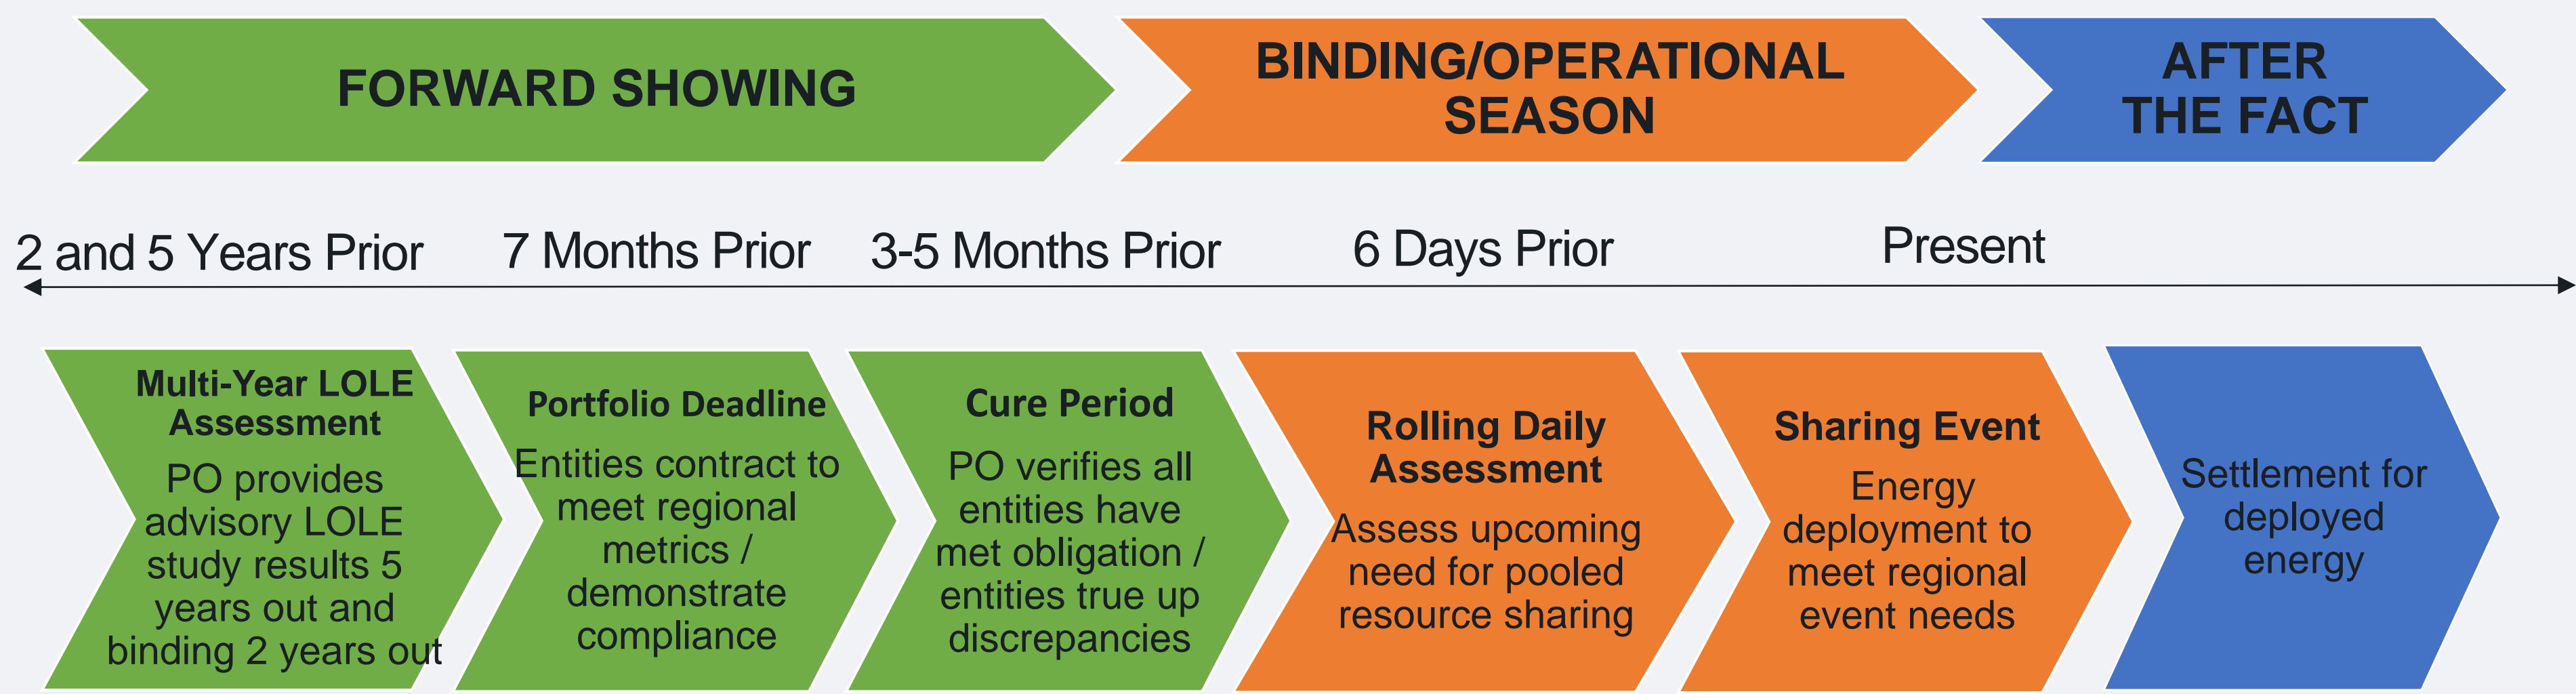 FORWARD SHOWING
BINDING/OPERATIONAL
SEASON
AFTER
THE FACT
2 and 5 Years Prior
7 Months Prior
3-5 Months Prior
6 Days Prior
Present
Multi-Year LOLE
Assessment
PO provides
advisory LOLE
study results 5
years out and
binding 2 years out
Portfolio Deadline
Entities contract to
meet regional
metrics /
demonstrate
compliance
Cure Period
PO verifies all
entities have
met obligation /
entities true up
discrepancies
Rolling Daily
Assessment
Assess upcoming
need for pooled
resource sharing
Sharing Event
Energy
deployment to
meet regional
event needs
Settlement for
deployed
energy